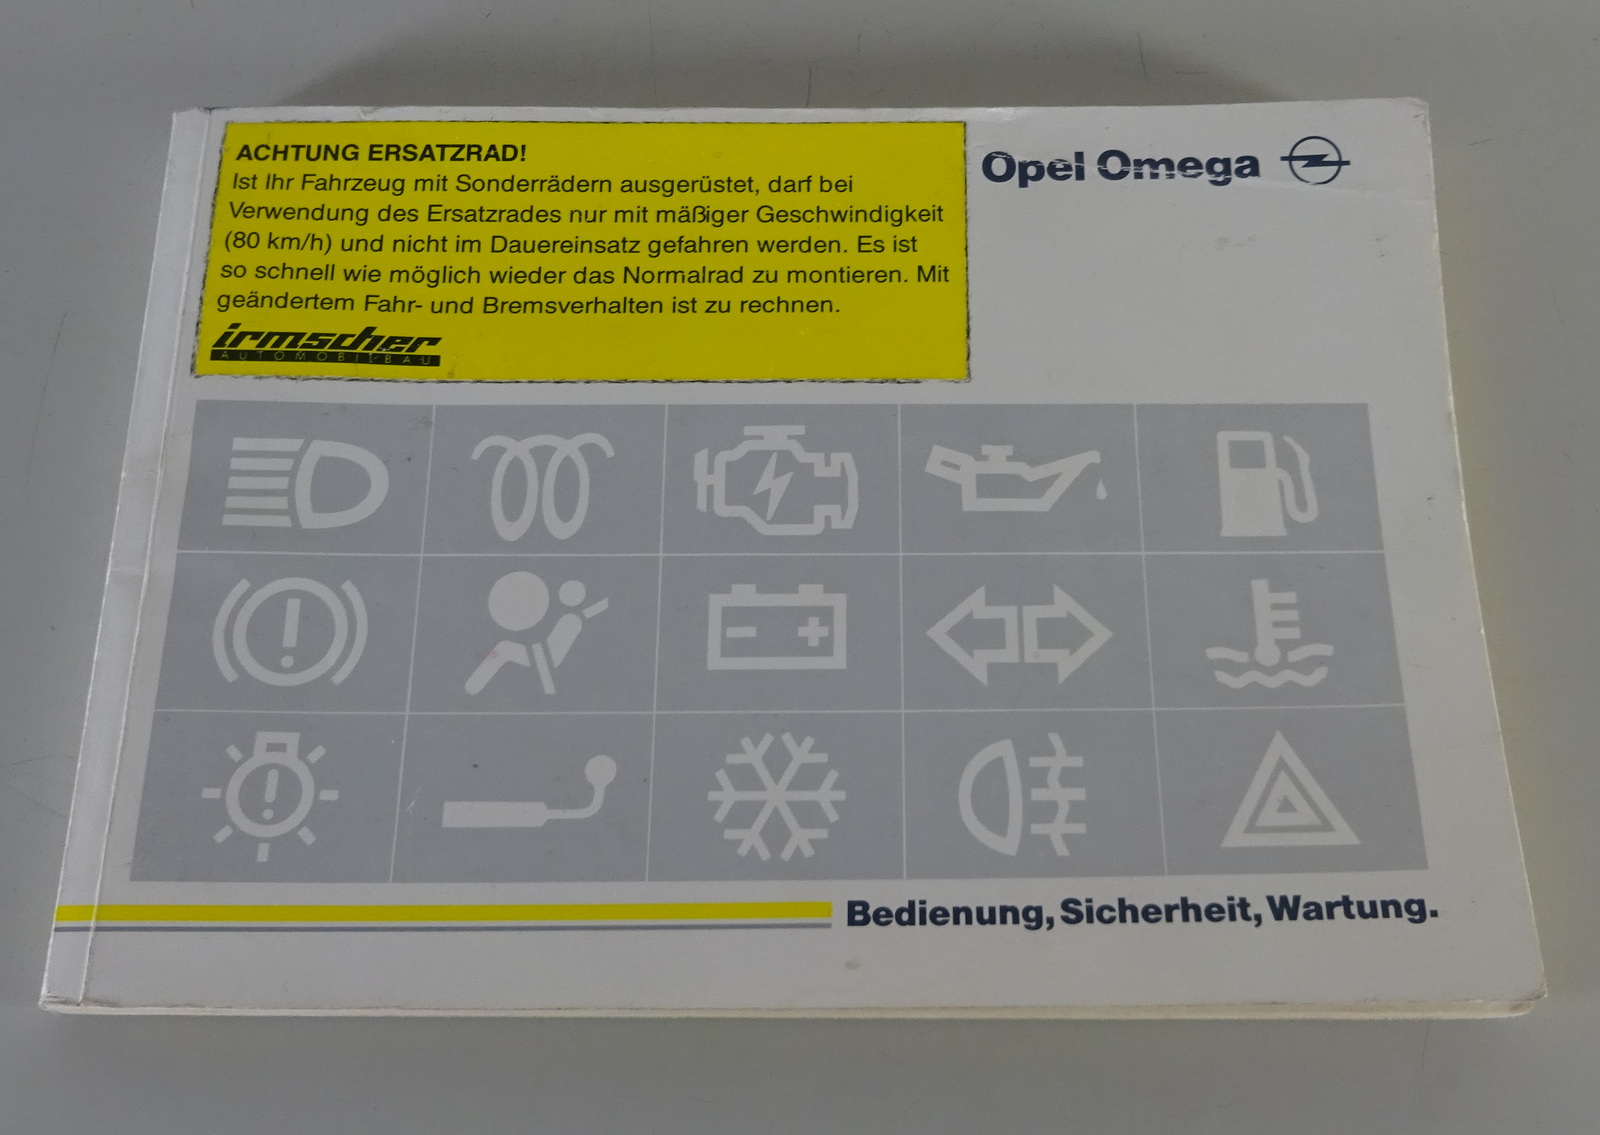 ACHTUNG ERSATZRAD!
Ist Ihr Fahrzeug mit Sonderrädern ausgerüstet, darf bei
Verwendung des Ersatzrades nur mit mäßiger Geschwindigkeit
(80 km/h) und nicht im Dauereinsatz gefahren werden. Es ist
so schnell wie möglich wieder das Normalrad zu montieren. Mit
geändertem Fahr- und Bremsverhalten ist zu rechnen.
irmscher
AUTOMOBILBAU
Opel Omega
Bedienung, Sicherheit, Wartung.